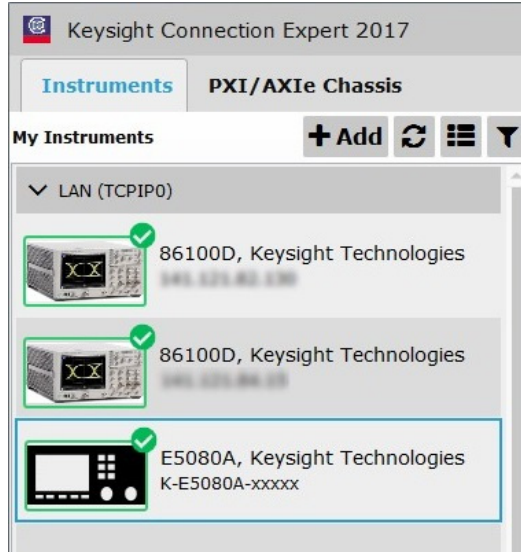 Keysight Connection Expert 2017
Instruments PXI/AXIe Chassis
My Instruments + Add
LAN (TCPIP0)
86100D, Keysight Technologies
86100D, Keysight Technologies
E5080A, Keysight Technologies
K-E5080A-xxxxx